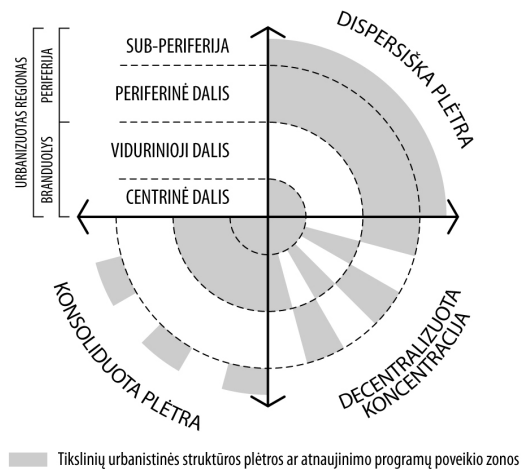 DISPERSIŠKA PLĖTRA
SUB-PERIFERIJA
PERIFERINĖ DALIS
VIDURINIOJI DALIS
CENTRINĖ DALIS
URBANIZUOTAS REGIONAS
PERIFERIJA
BRANDUOLYS
KONSOLIDUOTA PLĖTRA
DECENTRALIZUOTA
KONCENTRACIJA
Tikslinių urbanistinės struktūros plėtros ar atnaujinimo programų poveikio zonos